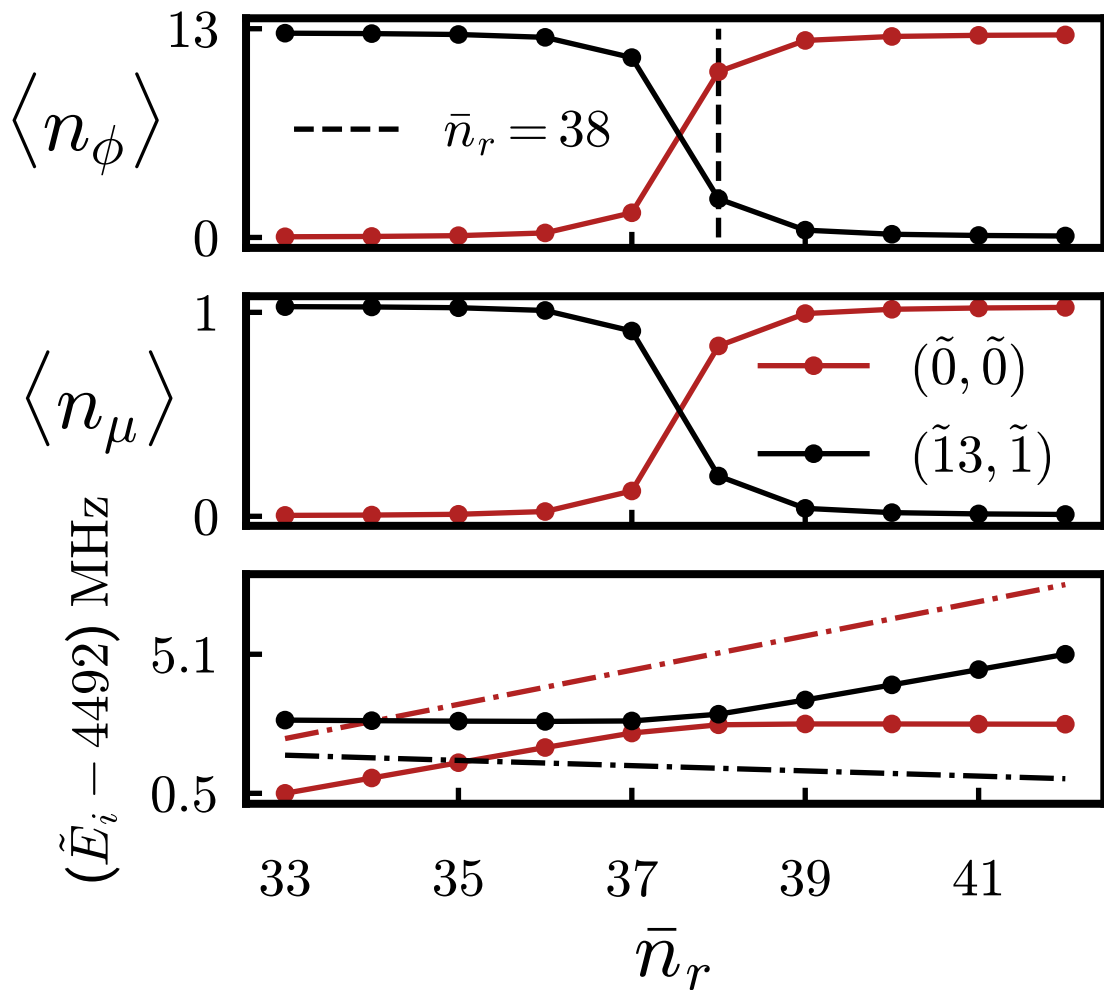 13
⟨n_ϕ⟩
n̄_r = 38
0
1
⟨n_μ⟩
(0̃, 0̃)
(1̃3, 1̃)
0
(Ẽ_i − 4492) MHz
5.1
0.5
33 35 37 39 41
n̄_r